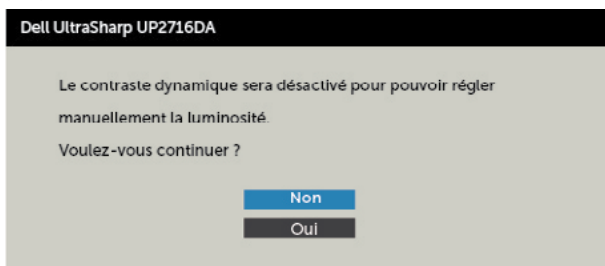 Dell UltraSharp UP2716DA
Le contraste dynamique sera désactivé pour pouvoir régler
manuellement la luminosité.
Voulez-vous continuer ?
Non
Oui